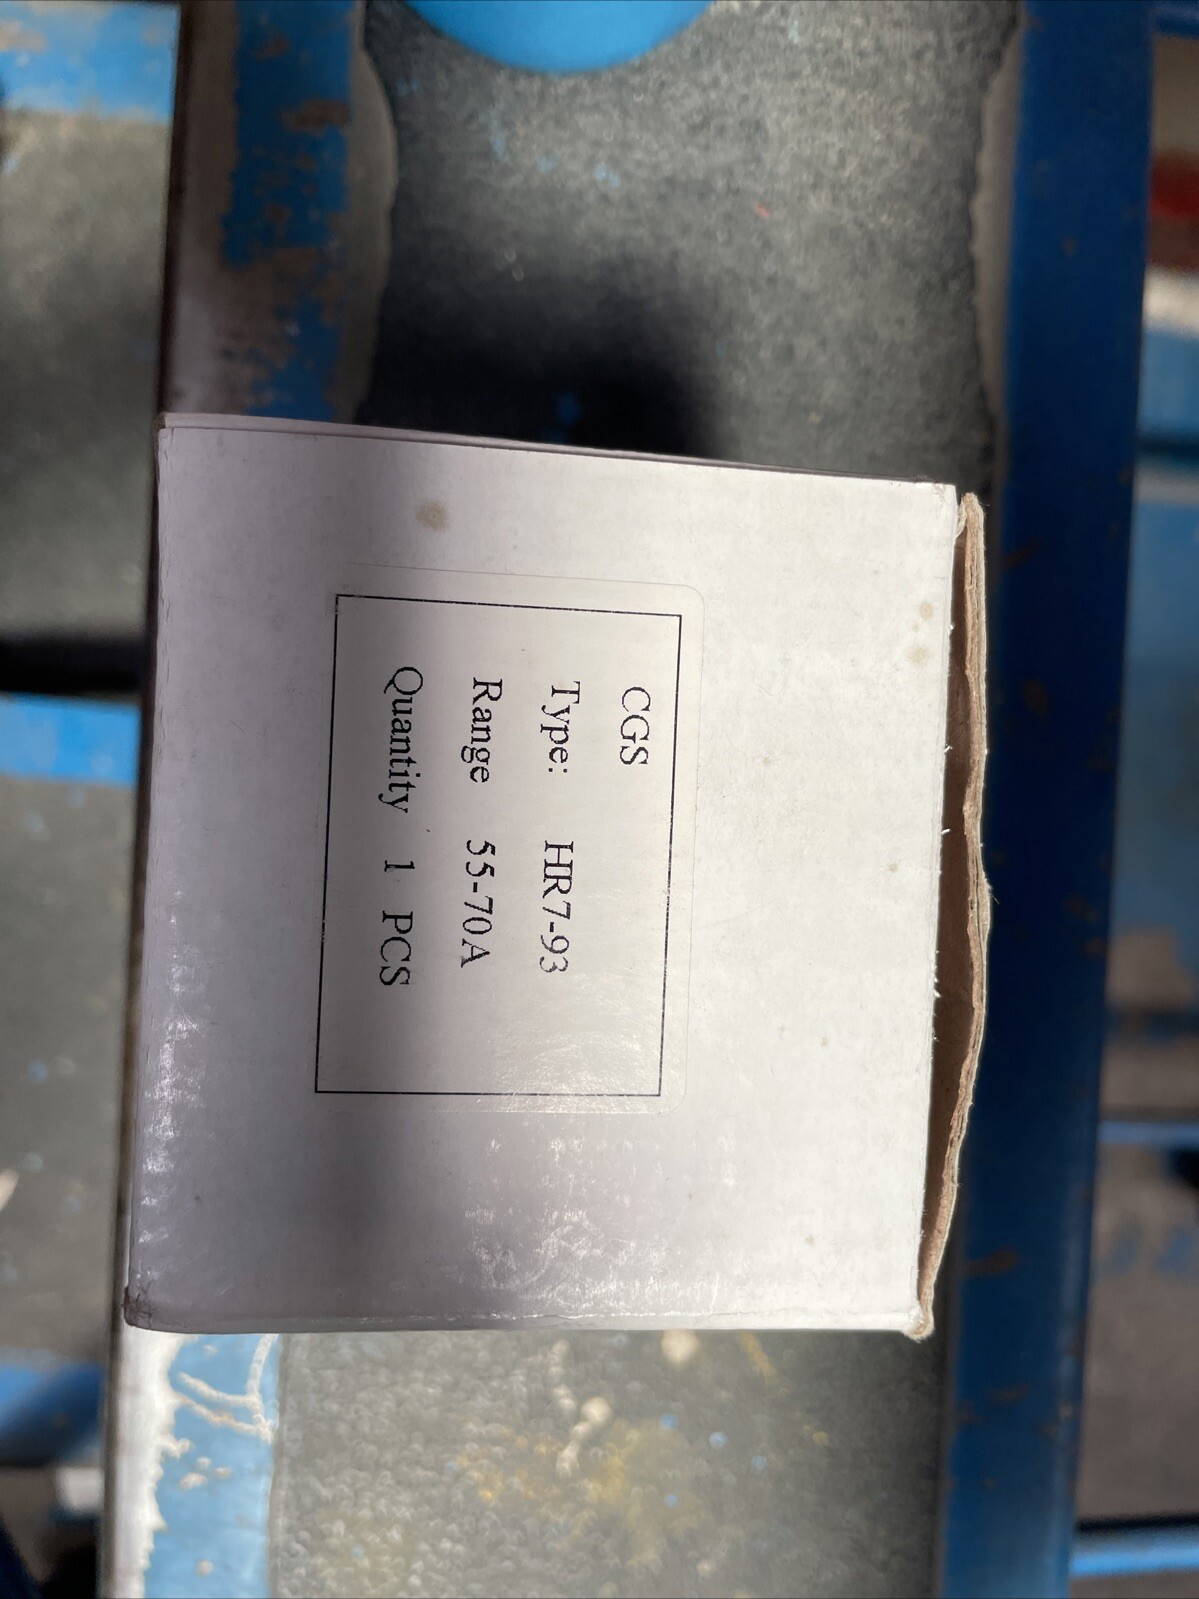 CGS
Type: HR7-93
Range 55-70A
Quantity 1 PCS